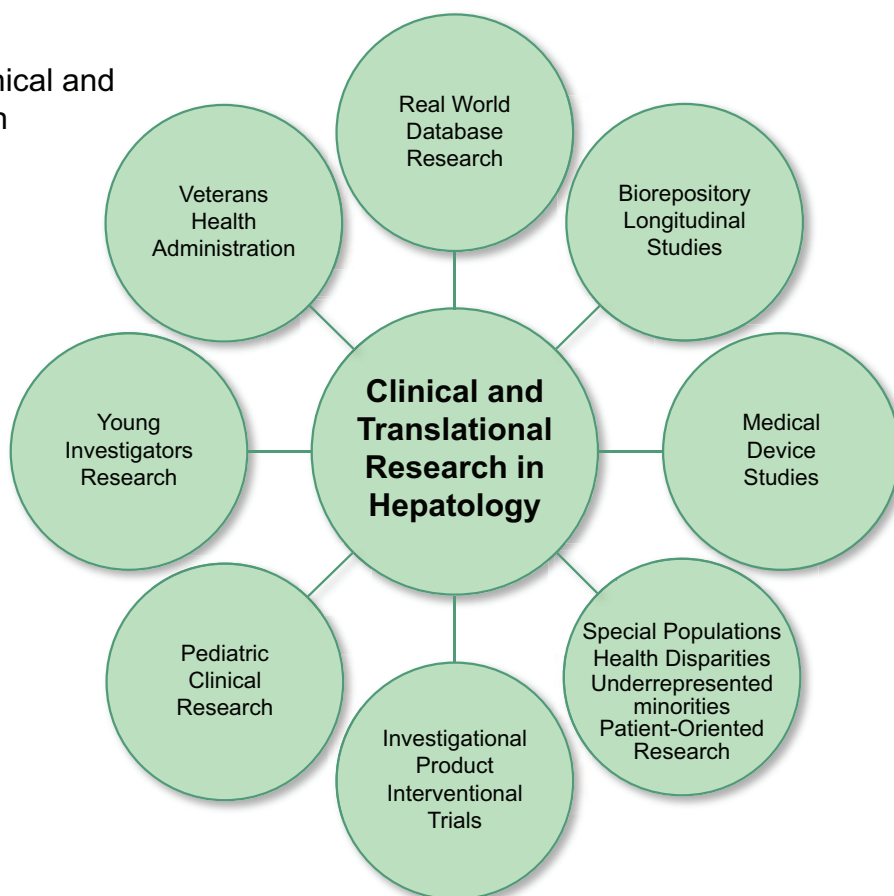 Real World
Database
Research
Biorepository
Longitudinal
Studies
Medical
Device
Studies
Special Populations
Health Disparities
Underrepresented
minorities
Patient-Oriented
Research
Investigational
Product
Interventional
Trials
Pediatric
Clinical
Research
Young
Investigators
Research
Veterans
Health
Administration
Clinical and
Translational
Research in
Hepatology
and